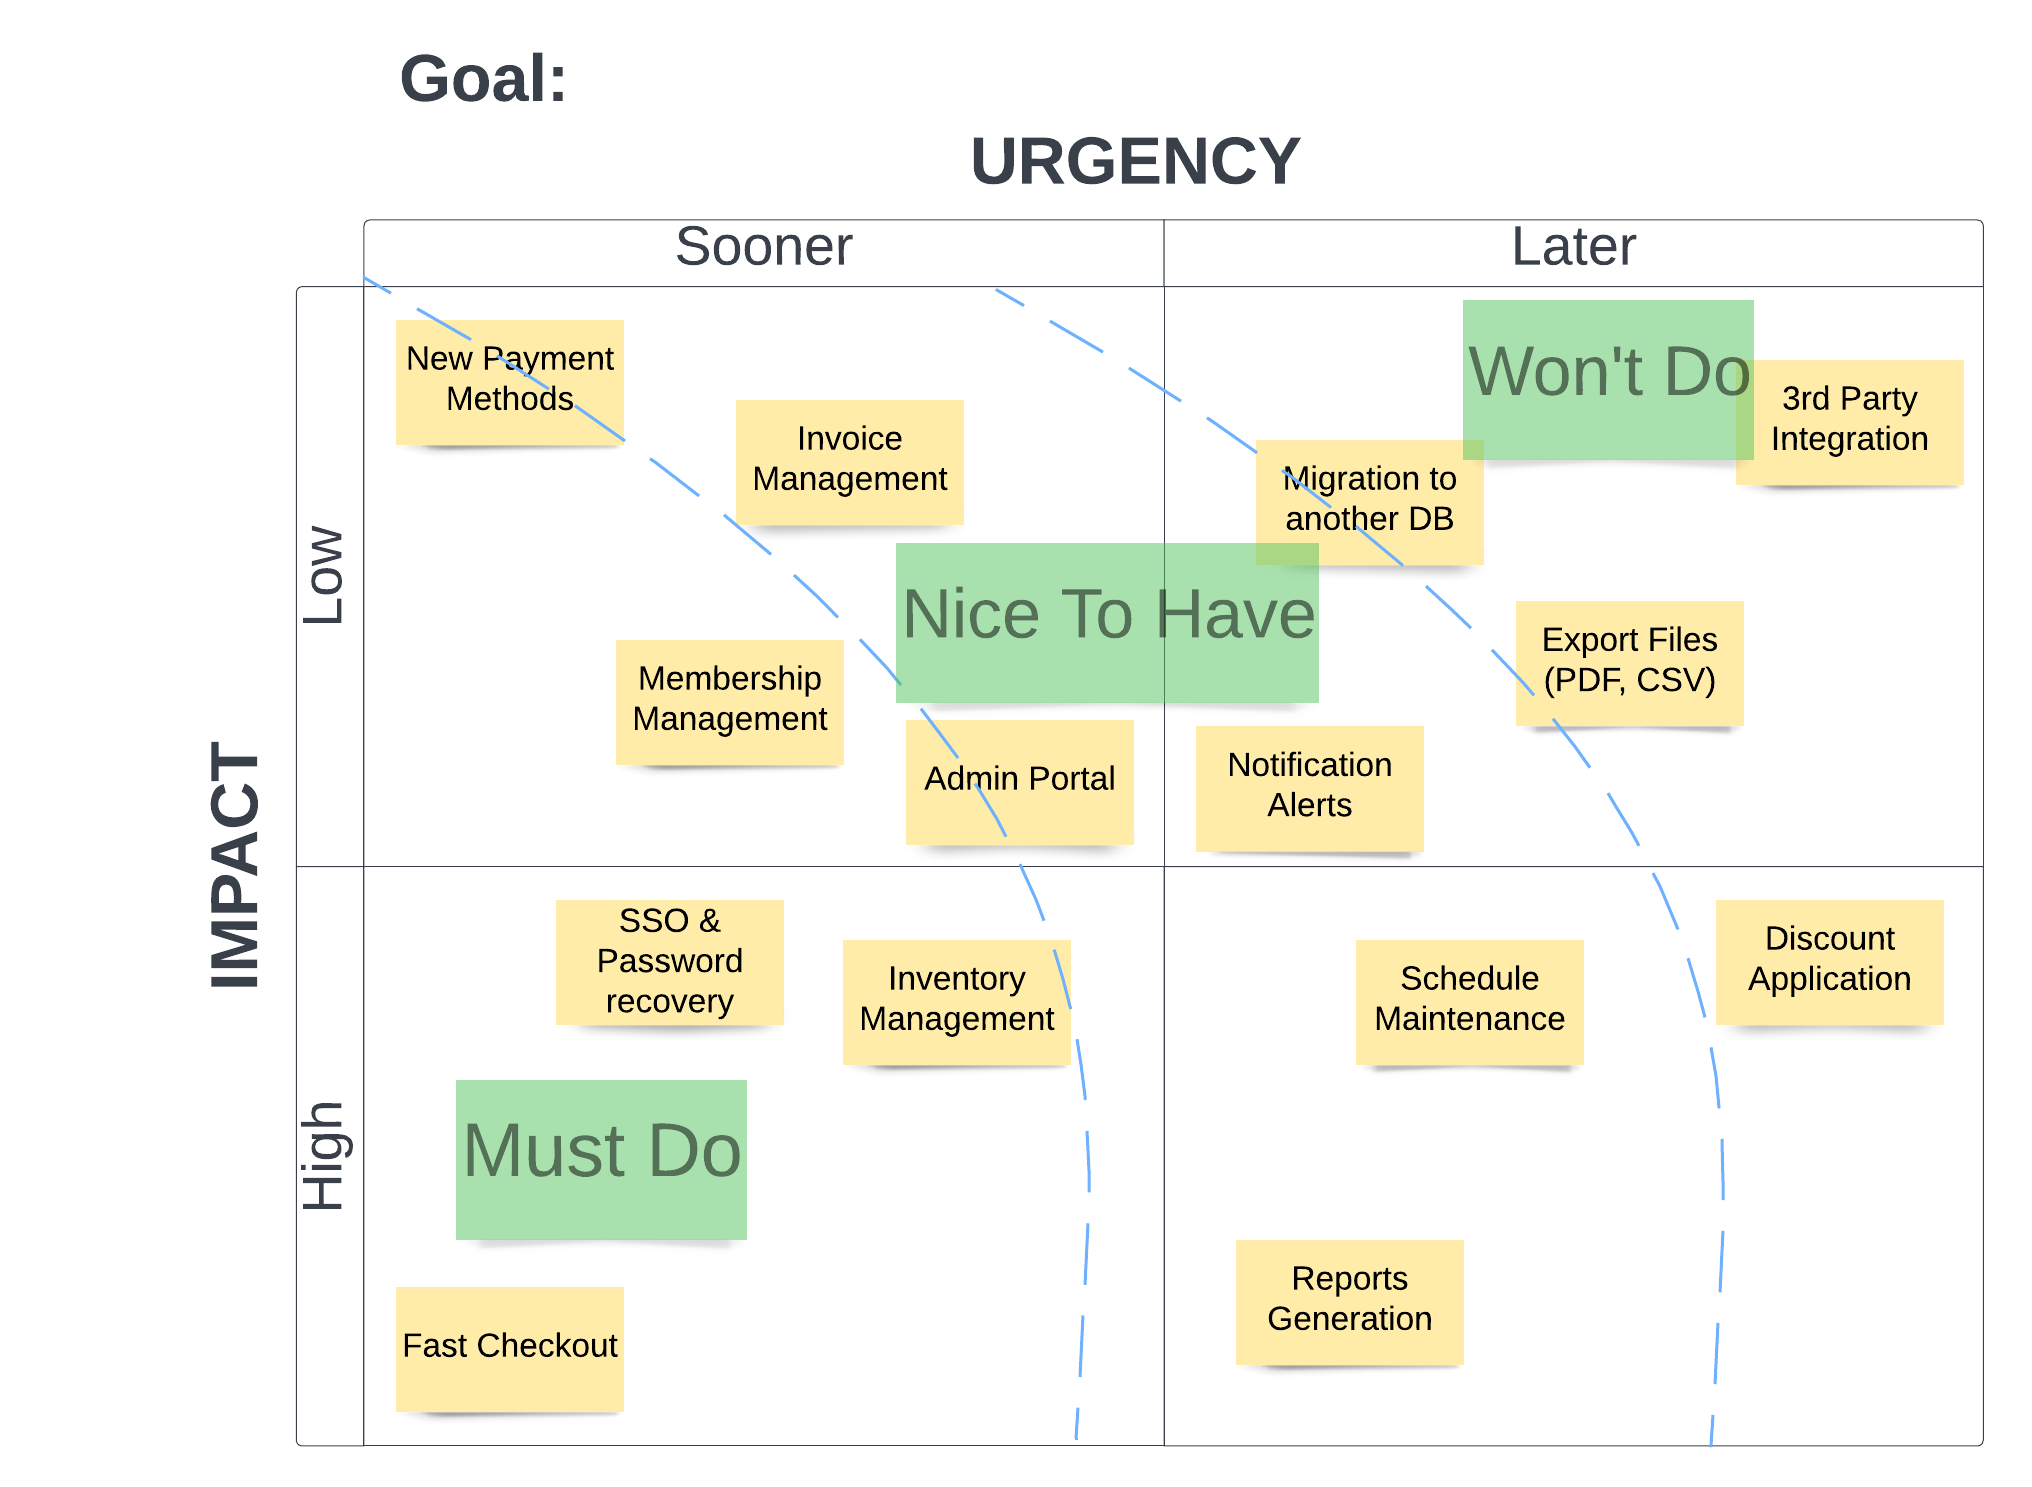 Goal:
URGENCY
Sooner
Later
IMPACT
Low
High
New Payment
Methods
Invoice
Management
Membership
Management
Nice To Have
Admin Portal
Won't Do
3rd Party
Integration
Migration to
another DB
Export Files
(PDF, CSV)
Notification
Alerts
SSO &
Password
recovery
Inventory
Management
Must Do
Fast Checkout
Schedule
Maintenance
Discount
Application
Reports
Generation